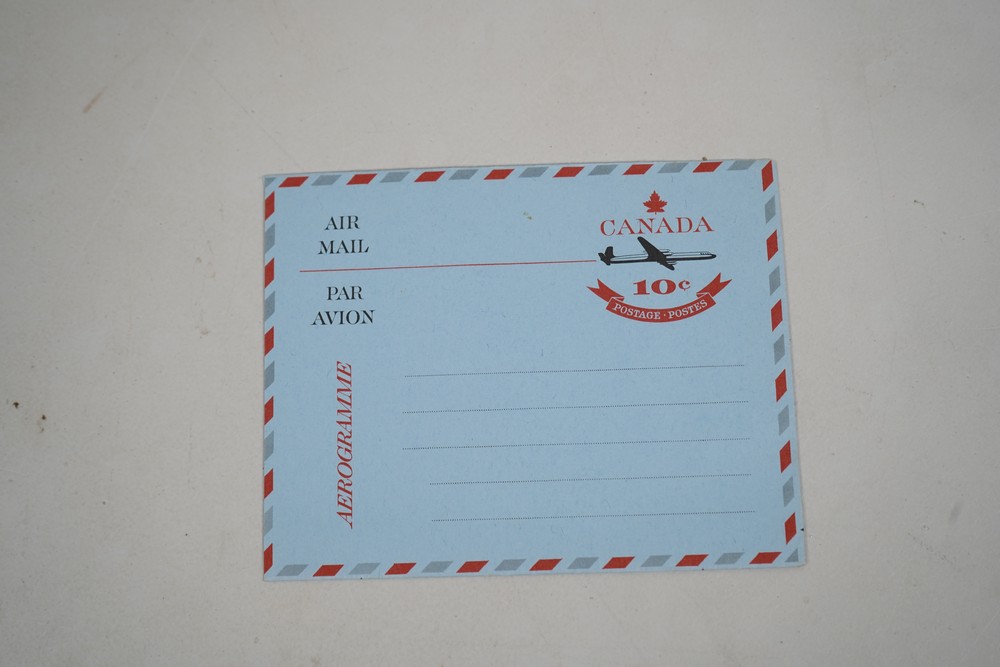 AIR
MAIL
PAR
AVION
CANADA
10¢
POSTAGE · POSTES
AEROGRAMME